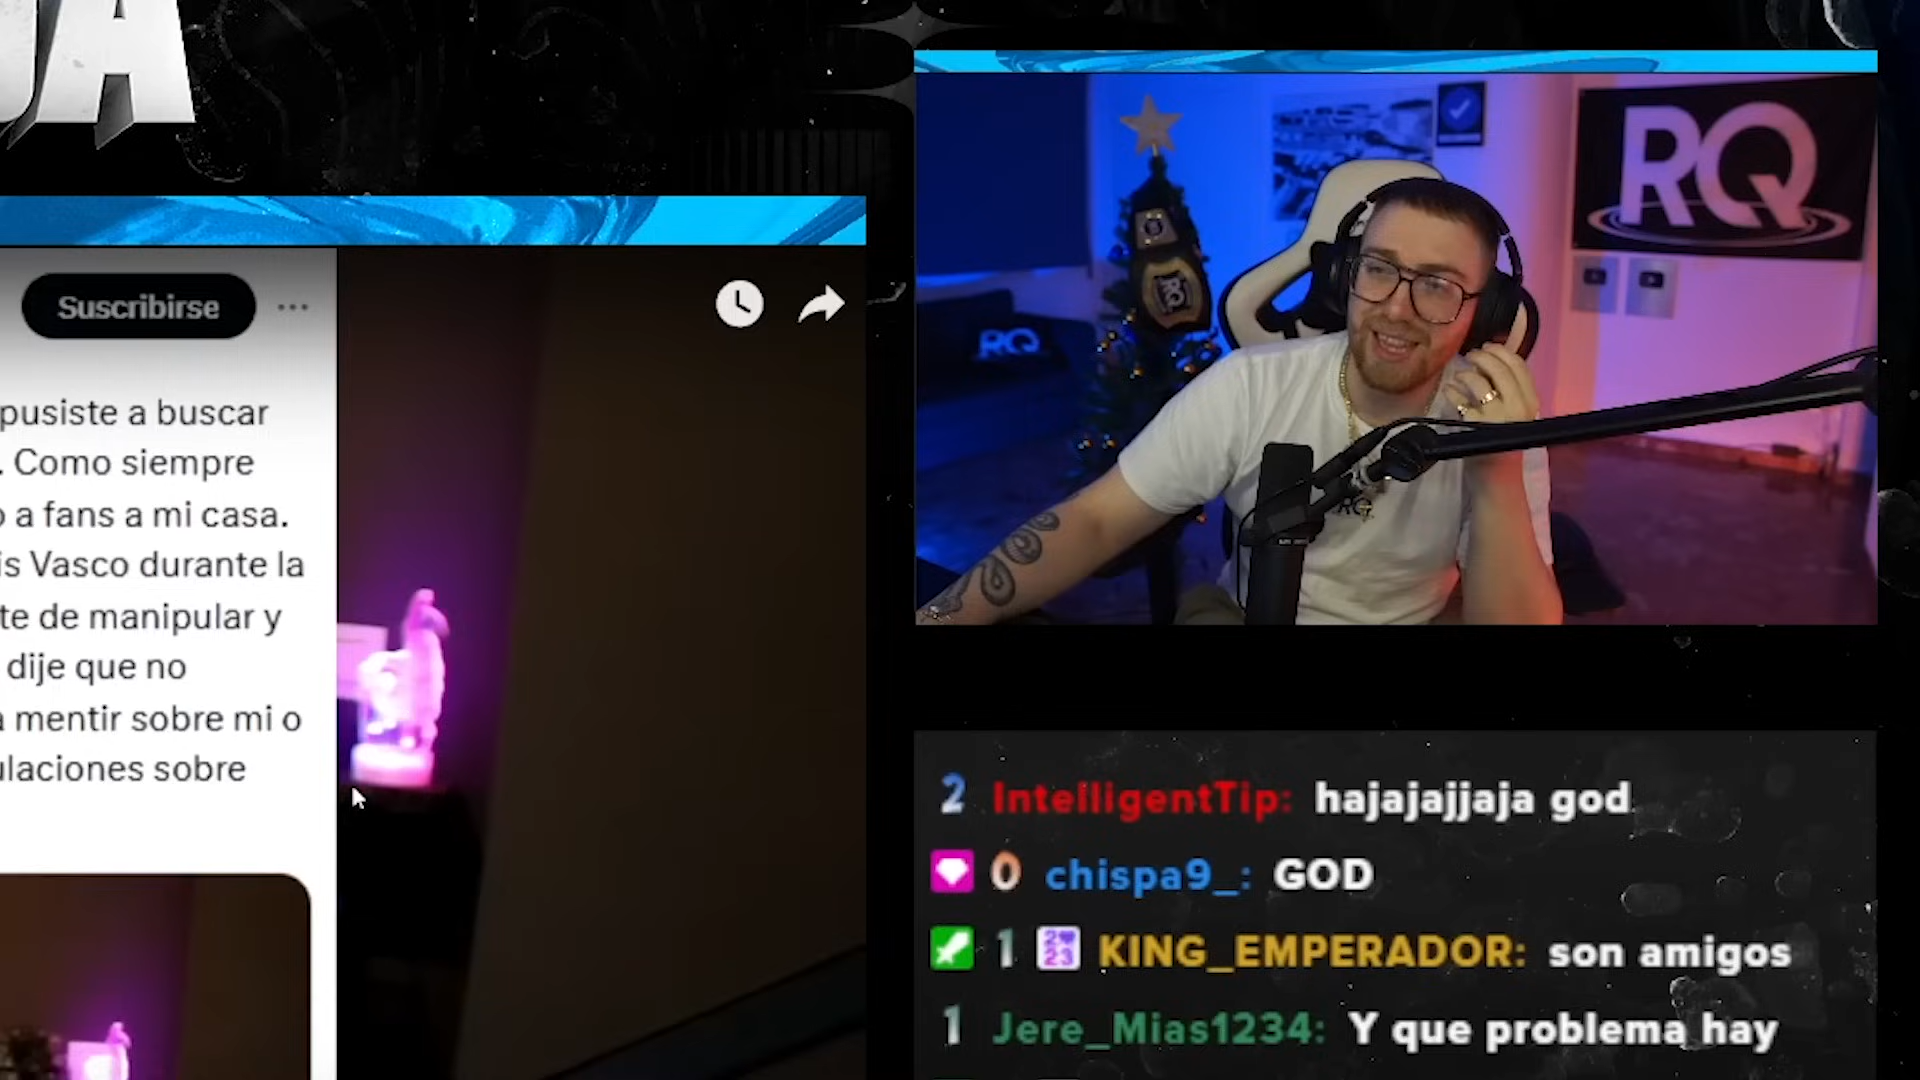 JA
Suscribirse
pusiste a buscar
. Como siempre
o a fans a mi casa.
is Vasco durante la
te de manipular y
dije que no
a mentir sobre mi o
ulaciones sobre
RQ
RQ
RQ
2 IntelligentTip: hajajajjaja god
0 chispa9_: GOD
1 KING_EMPERADOR: son amigos
1 Jere_Mias1234: Y que problema hay